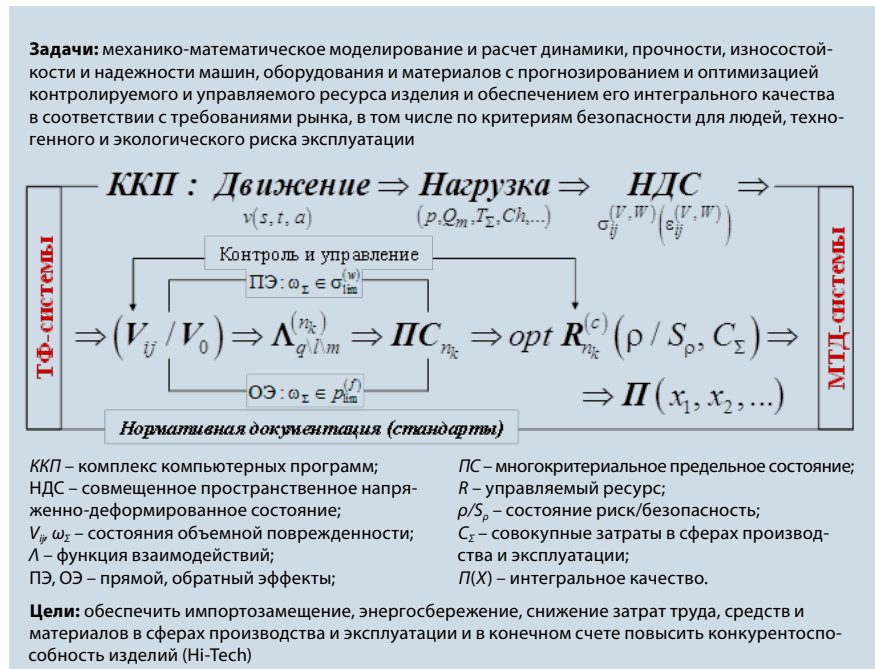 Задачи: механико-математическое моделирование и расчет динамики, прочности, износостой-
кости и надежности машин, оборудования и материалов с прогнозированием и оптимизацией
контролируемого и управляемого ресурса изделия и обеспечением его интегрального качества
в соответствии с требованиями рынка, в том числе по критериям безопасности для людей, техно-
генного и экологического риска эксплуатации
ККП : Движение ⇒ Нагрузка ⇒ НДС ⇒
v(s, t, a) (p, Q_m, T_Σ, Ch, ...) σ_ij^(V, W) (ε_ij^(V, W))
Контроль и управление
ПЭ: ω_Σ ∈ σ_lim^(w)
ТФ-системы
⇒ (V_ij / V_0) ⇒ Λ_q\l\m^(n_k) ⇒ ПС_n_k ⇒ opt R_n_k^(c) (ρ / S_ρ, C_Σ) ⇒
МТД-системы
ОЭ: ω_Σ ∈ p_lim^(f)
⇒ П(x_1, x_2, ...)
Нормативная документация (стандарты)
ККП – комплекс компьютерных программ;
НДС – совмещенное пространственное напря-
женно-деформированное состояние;
V_ij, ω_Σ – состояния объемной поврежденности;
Λ – функция взаимодействий;
ПЭ, ОЭ – прямой, обратный эффекты;
ПС – многокритериальное предельное состояние;
R – управляемый ресурс;
ρ/S_ρ – состояние риск/безопасность;
C_Σ – совокупные затраты в сферах производ-
ства и эксплуатации;
П(X) – интегральное качество.
Цели: обеспечить импортозамещение, энергосбережение, снижение затрат труда, средств и
материалов в сферах производства и эксплуатации и в конечном счете повысить конкурентоспо-
собность изделий (Hi-Tech)